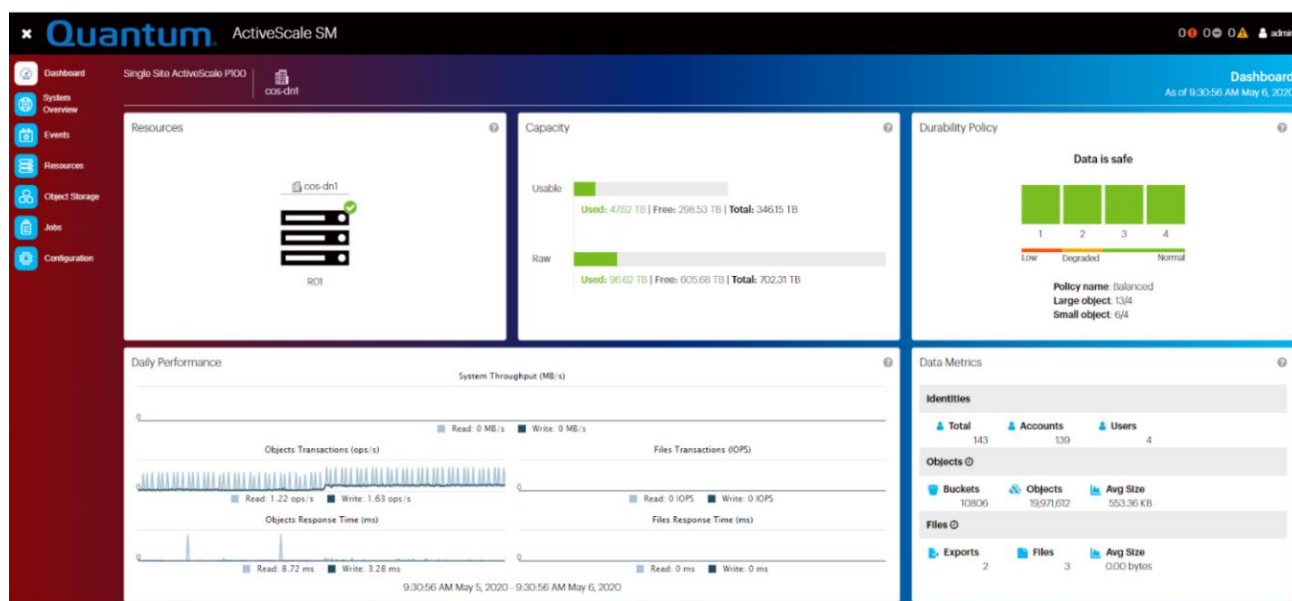 Quantum. ActiveScale SM
0 0 0 admin
Dashboard
System Overview
Events
Resources
Object Storage
Jobs
Configuration
Single Site ActiveScale P100
cos-dn1
Dashboard
As of 9:30:56 AM May 6, 2020
Resources
cos-dn1
R01
Capacity
Usable
Used: 47.62 TB | Free: 298.53 TB | Total: 346.15 TB
Raw
Used: 96.62 TB | Free: 605.68 TB | Total: 702.31 TB
Durability Policy
Data is safe
1 2 3 4
Low Degraded Normal
Policy name: Balanced
Large object: 13/4
Small object: 6/4
Daily Performance
System Throughput (MB/s)
0
Read: 0 MB/s Write: 0 MB/s
Objects Transactions (ops/s)
0
Read: 1.22 ops/s Write: 1.63 ops/s
Files Transactions (IOPS)
0
Read: 0 IOPS Write: 0 IOPS
Objects Response Time (ms)
0
Read: 8.72 ms Write: 3.28 ms
Files Response Time (ms)
0
Read: 0 ms Write: 0 ms
9:30:56 AM May 5, 2020 - 9:30:56 AM May 6, 2020
Data Metrics
Identities
Total Accounts Users
143 139 4
Objects
Buckets Objects Avg Size
10806 19,971,612 553.36 KB
Files
Exports Files Avg Size
2 3 0.00 bytes